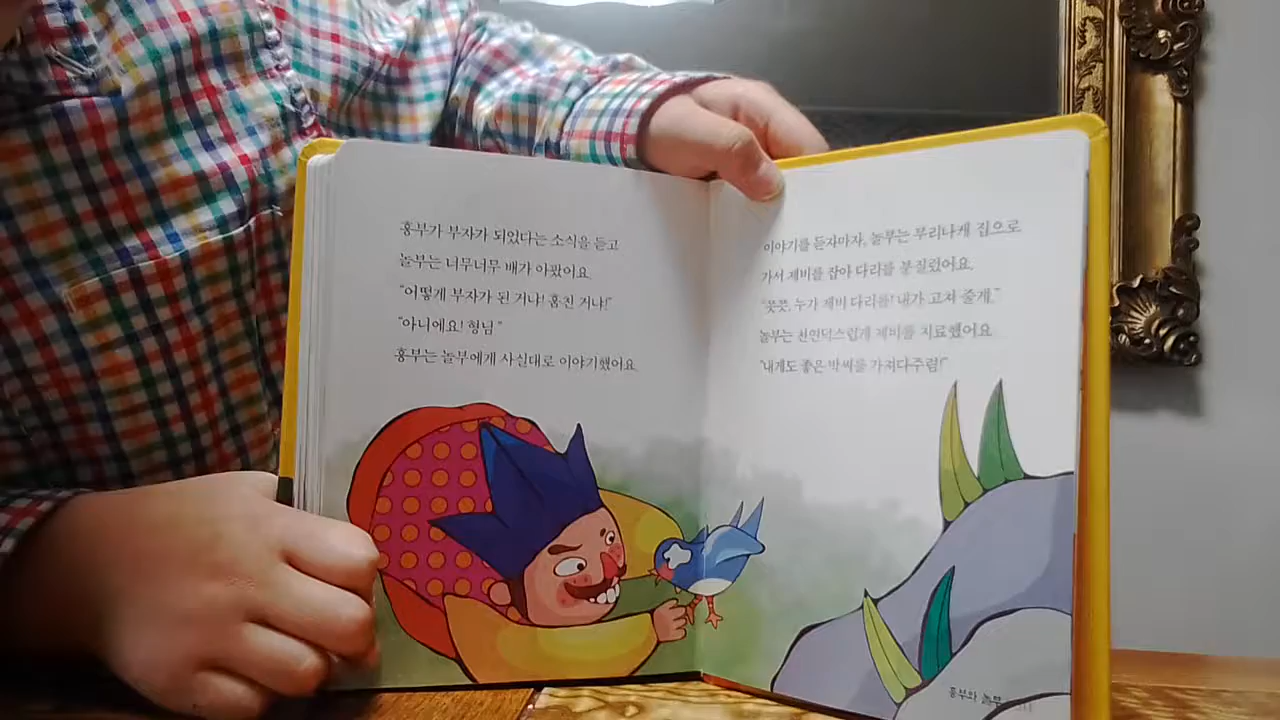 흥부가 부자가 되었다는 소식을 듣고
놀부는 너무너무 배가 아팠어요.
"어떻게 부자가 된 거냐! 훔친 거냐!"
"아니에요! 형님."
흥부는 놀부에게 사실대로 이야기했어요.
이야기를 듣자마자, 놀부는 부리나케 집으로
가서 제비를 잡아 다리를 부질렀어요.
"쯧쯧, 누가 제비 다리를! 내가 고쳐 줄게."
놀부는 천연덕스럽게 제비를 치료했어요.
"내게도 좋은 박씨를 가져다주렴!"
흥부와 놀부